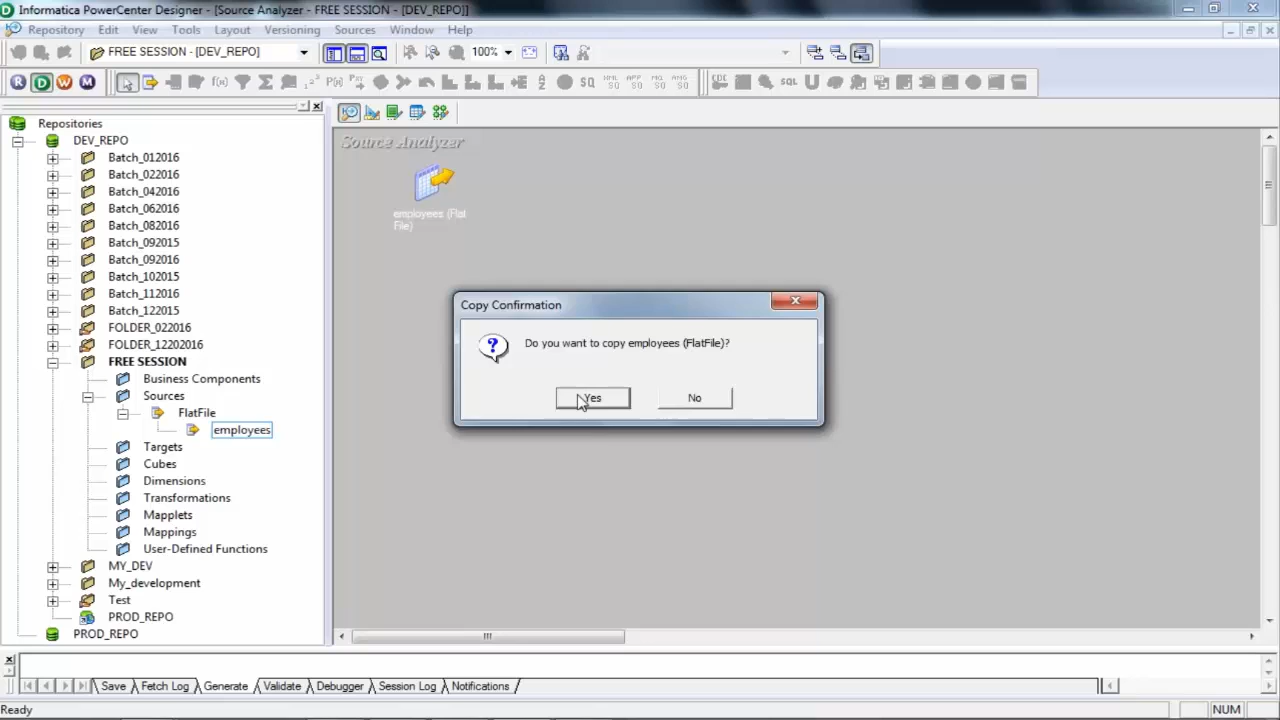 Informatica PowerCenter Designer - [Source Analyzer - FREE SESSION - [DEV_REPO]]
Repository Edit View Tools Layout Versioning Sources Window Help
FREE SESSION - [DEV_REPO] 100%
R D W M f(x) Σ P(R) SQ SQL U
Repositories
DEV_REPO
Batch_012016
Batch_022016
Batch_042016
Batch_062016
Batch_082016
Batch_092015
Batch_092016
Batch_102015
Batch_112016
Batch_122015
FOLDER_022016
FOLDER_12202016
FREE SESSION
Business Components
Sources
FlatFile
employees
Targets
Cubes
Dimensions
Transformations
Mapplets
Mappings
User-Defined Functions
MY_DEV
My_development
Test
PROD_REPO
PROD_REPO
Source Analyzer
employees (Flat
File)
Copy Confirmation
Do you want to copy employees (FlatFile)?
Yes No
Save Fetch Log Generate Validate Debugger Session Log Notifications
Ready NUM